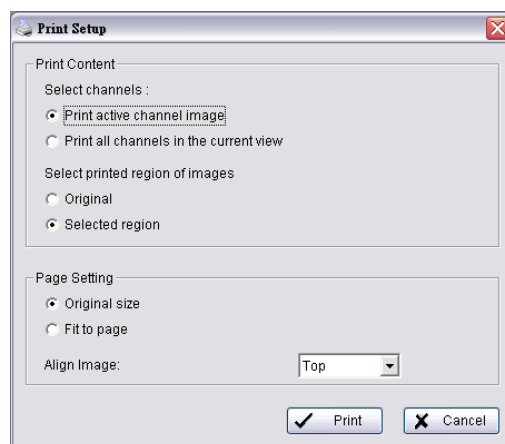 Print Setup
Print Content
Select channels :
Print active channel image
Print all channels in the current view
Select printed region of images
Original
Selected region
Page Setting
Original size
Fit to page
Align Image: Top
Print Cancel